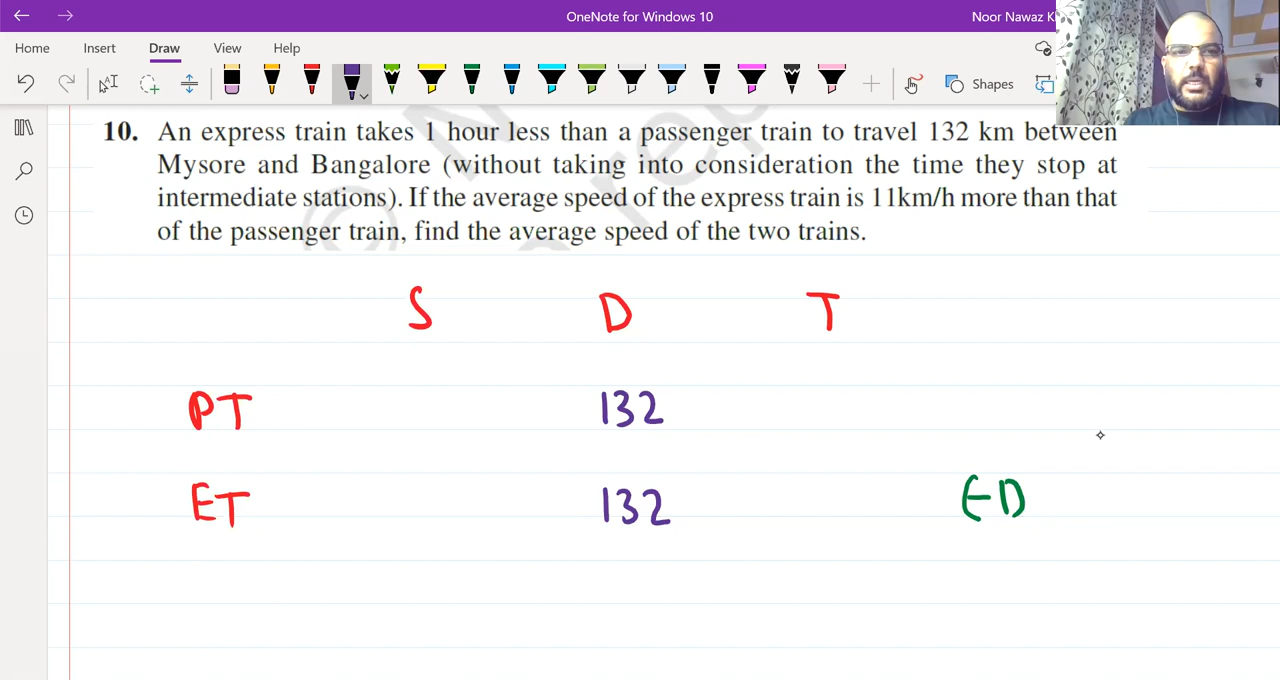 OneNote for Windows 10
Noor Nawaz K
Home Insert Draw View Help
Shapes
10. An express train takes 1 hour less than a passenger train to travel 132 km between
Mysore and Bangalore (without taking into consideration the time they stop at
intermediate stations). If the average speed of the express train is 11km/h more than that
of the passenger train, find the average speed of the two trains.
S D T
PT 132
ET 132 (-1)